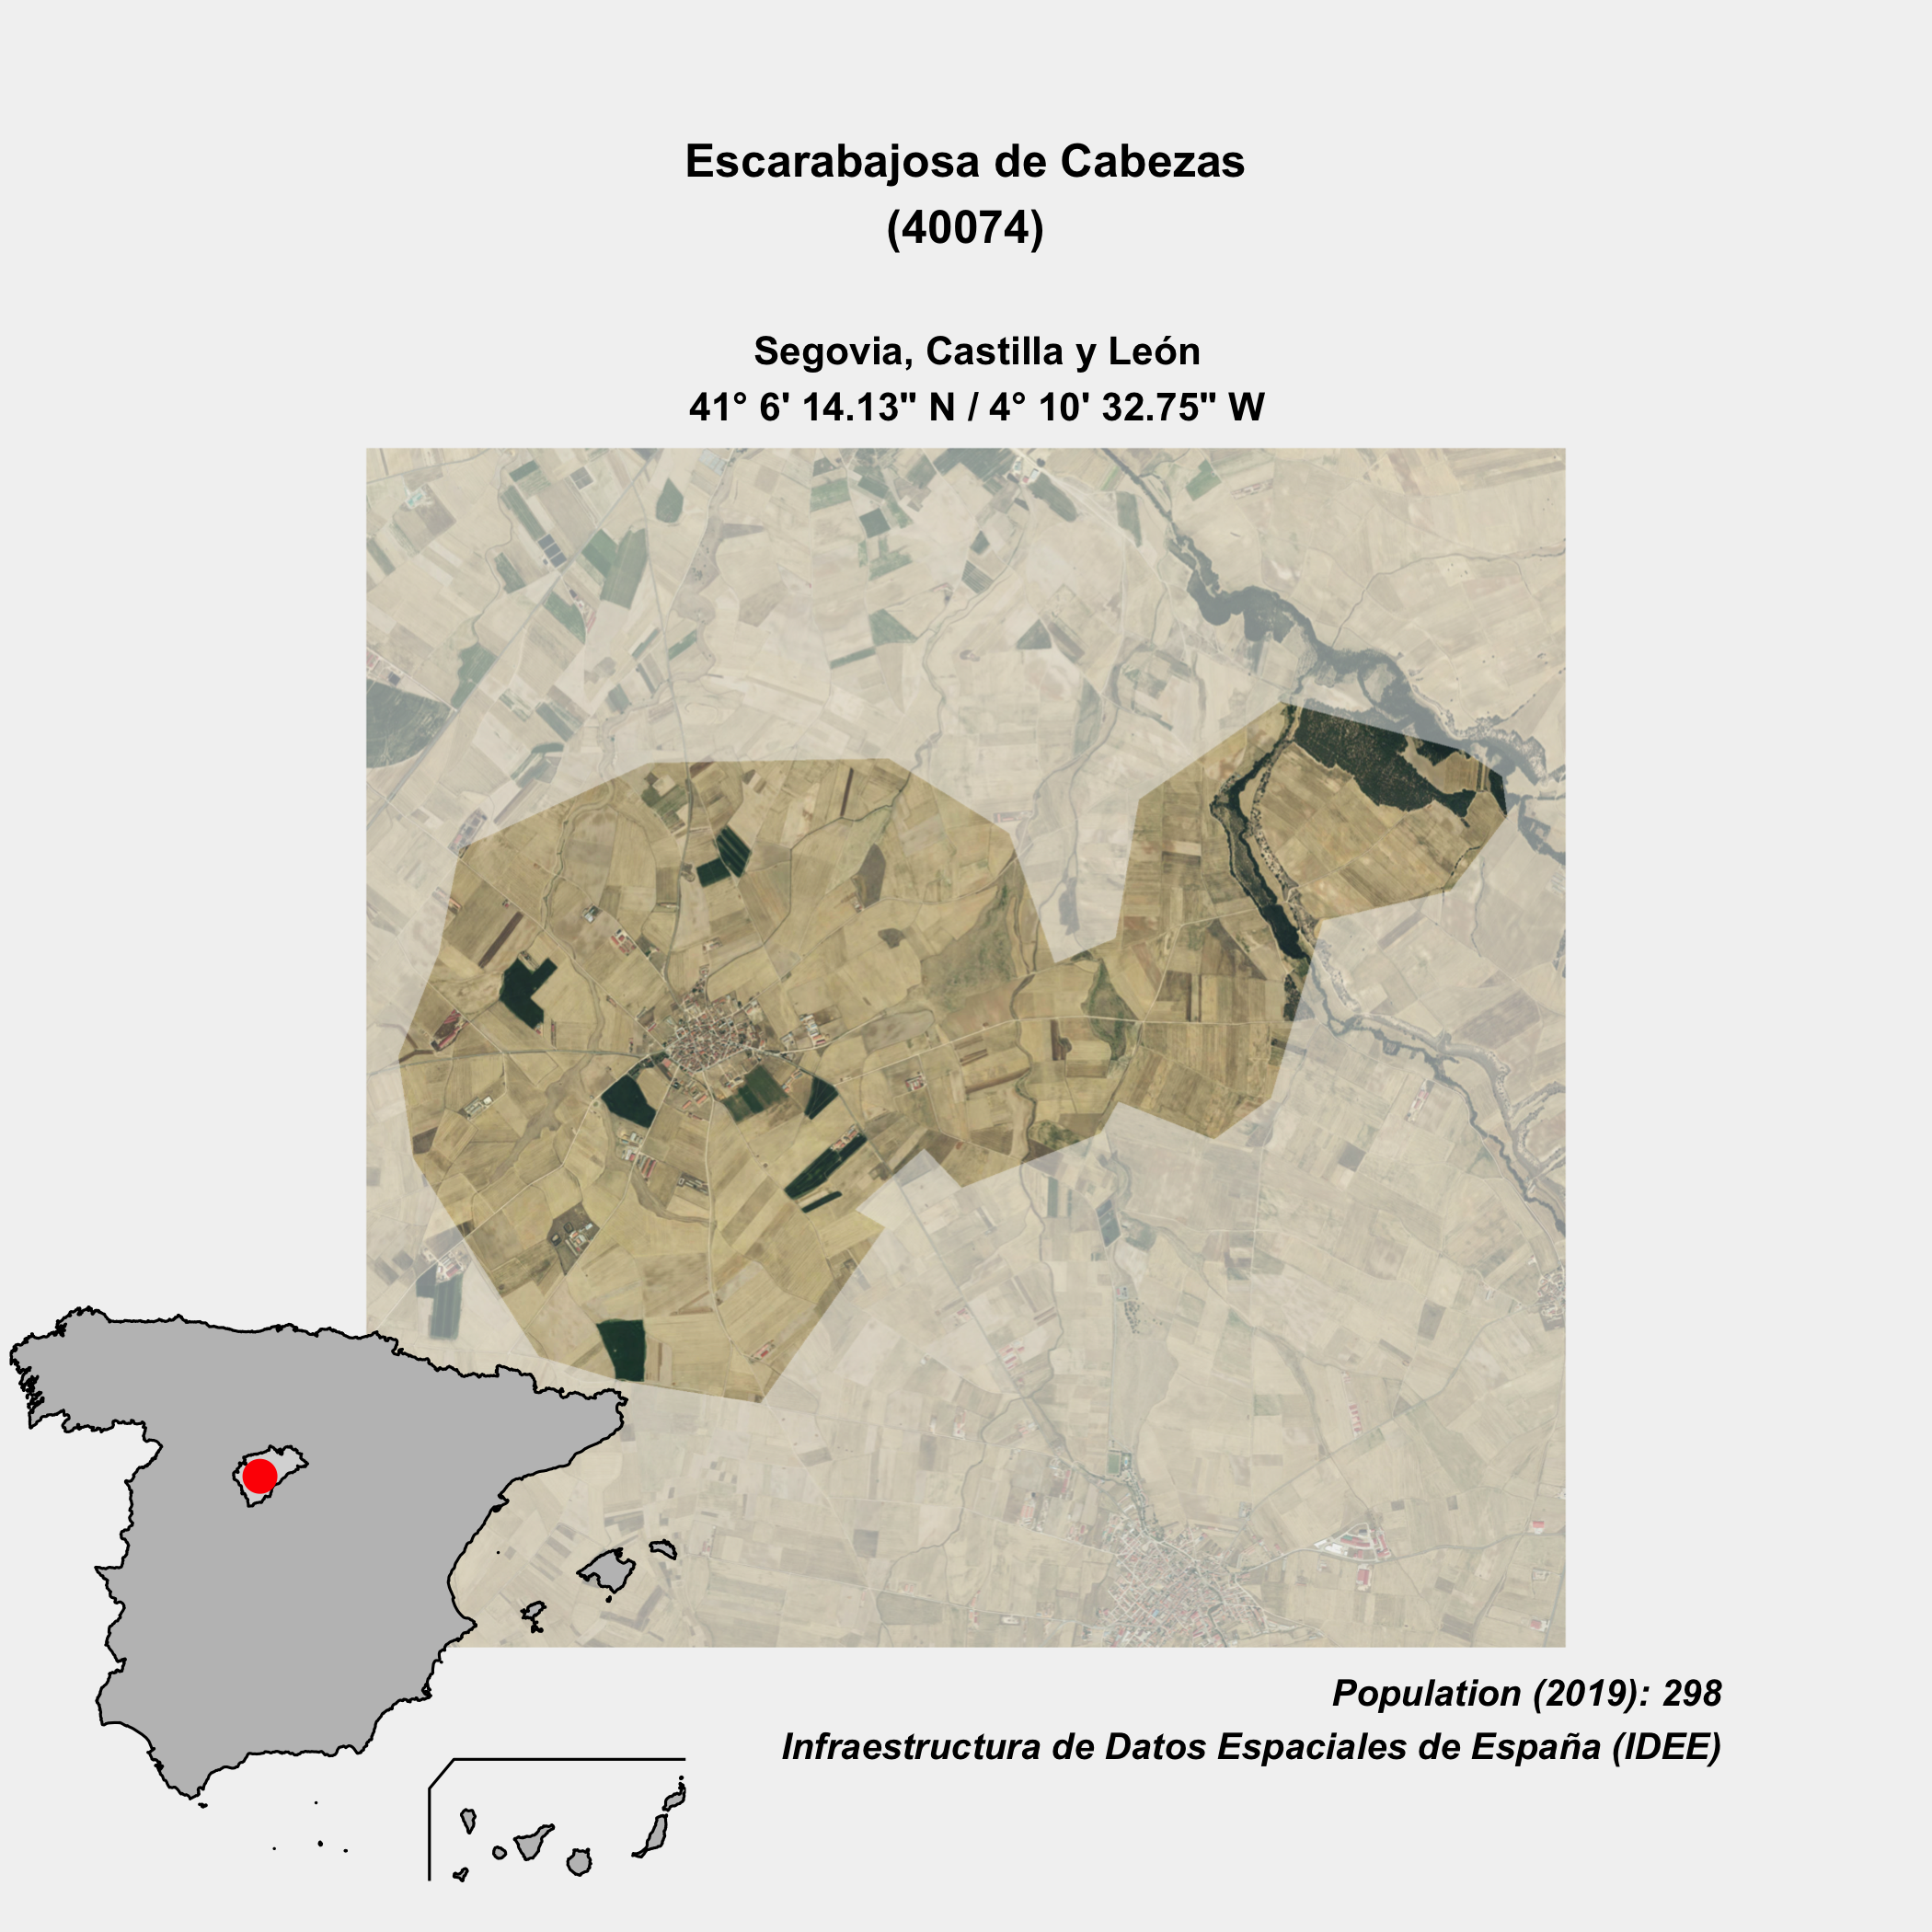 Escarabajosa de Cabezas
(40074)
Segovia, Castilla y León
41° 6' 14.13" N / 4° 10' 32.75" W
Population (2019): 298
Infraestructura de Datos Espaciales de España (IDEE)